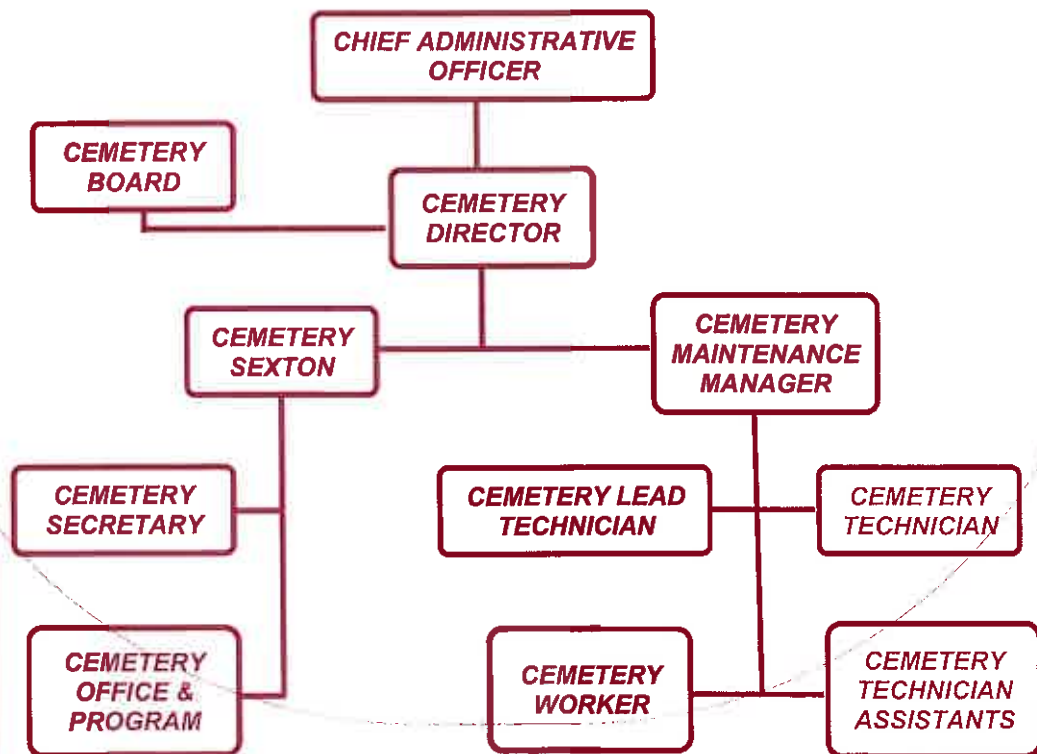 CHIEF ADMINISTRATIVE
OFFICER
CEMETERY
BOARD
CEMETERY
DIRECTOR
CEMETERY
SEXTON
CEMETERY
MAINTENANCE
MANAGER
CEMETERY
SECRETARY
CEMETERY LEAD
TECHNICIAN
CEMETERY
TECHNICIAN
CEMETERY
OFFICE &
PROGRAM
CEMETERY
WORKER
CEMETERY
TECHNICIAN
ASSISTANTS